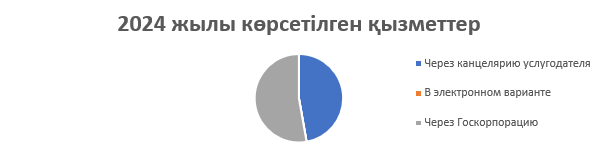 2024 жылы көрсетілген қызметтер
Через канцелярию услугодателя
В электронном варианте
Через Госкорпорацию